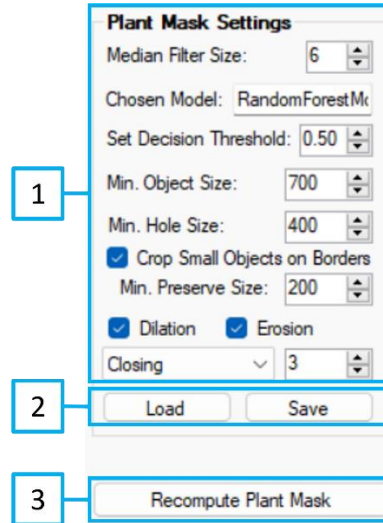 Plant Mask Settings
Median Filter Size: 6
Chosen Model: RandomForestMo
Set Decision Threshold: 0.50
1
Min. Object Size: 700
Min. Hole Size: 400
Crop Small Objects on Borders
Min. Preserve Size: 200
Dilation Erosion
Closing 3
2 Load Save
3 Recompute Plant Mask